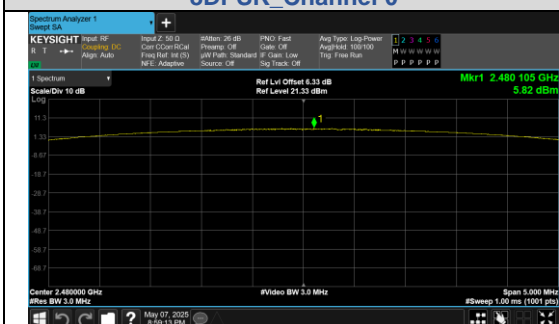 Spectrum Analyzer 1
Swept SA
KEYSIGHT Input: RF Input Z: 50 Ω #Atten: 26 dB PNO: Fast Avg Type: Log-Power 1 2 3 4 5 6
R T Coupling: DC Corr CCorr RCal Preamp: Off Gate: Off Avg|Hold: 100/100 M W W W W W
Align: Auto Freq Ref: Int (S) µW Path: Standard IF Gain: Low Trig: Free Run
NFE: Adaptive Source: Off Sig Track: Off P P P P P P
1 Spectrum Ref Lvl Offset 6.33 dB Mkr1 2.480 105 GHz
Scale/Div 10 dB Ref Level 21.33 dBm 5.82 dBm
Log
1
11.3
1.33
-8.67
-18.7
-28.7
-38.7
-48.7
-58.7
-68.7
Center 2.480000 GHz #Video BW 3.0 MHz Span 5.000 MHz
#Res BW 3.0 MHz #Sweep 1.00 ms (1001 pts)
May 07, 2025
8:59:13 PM